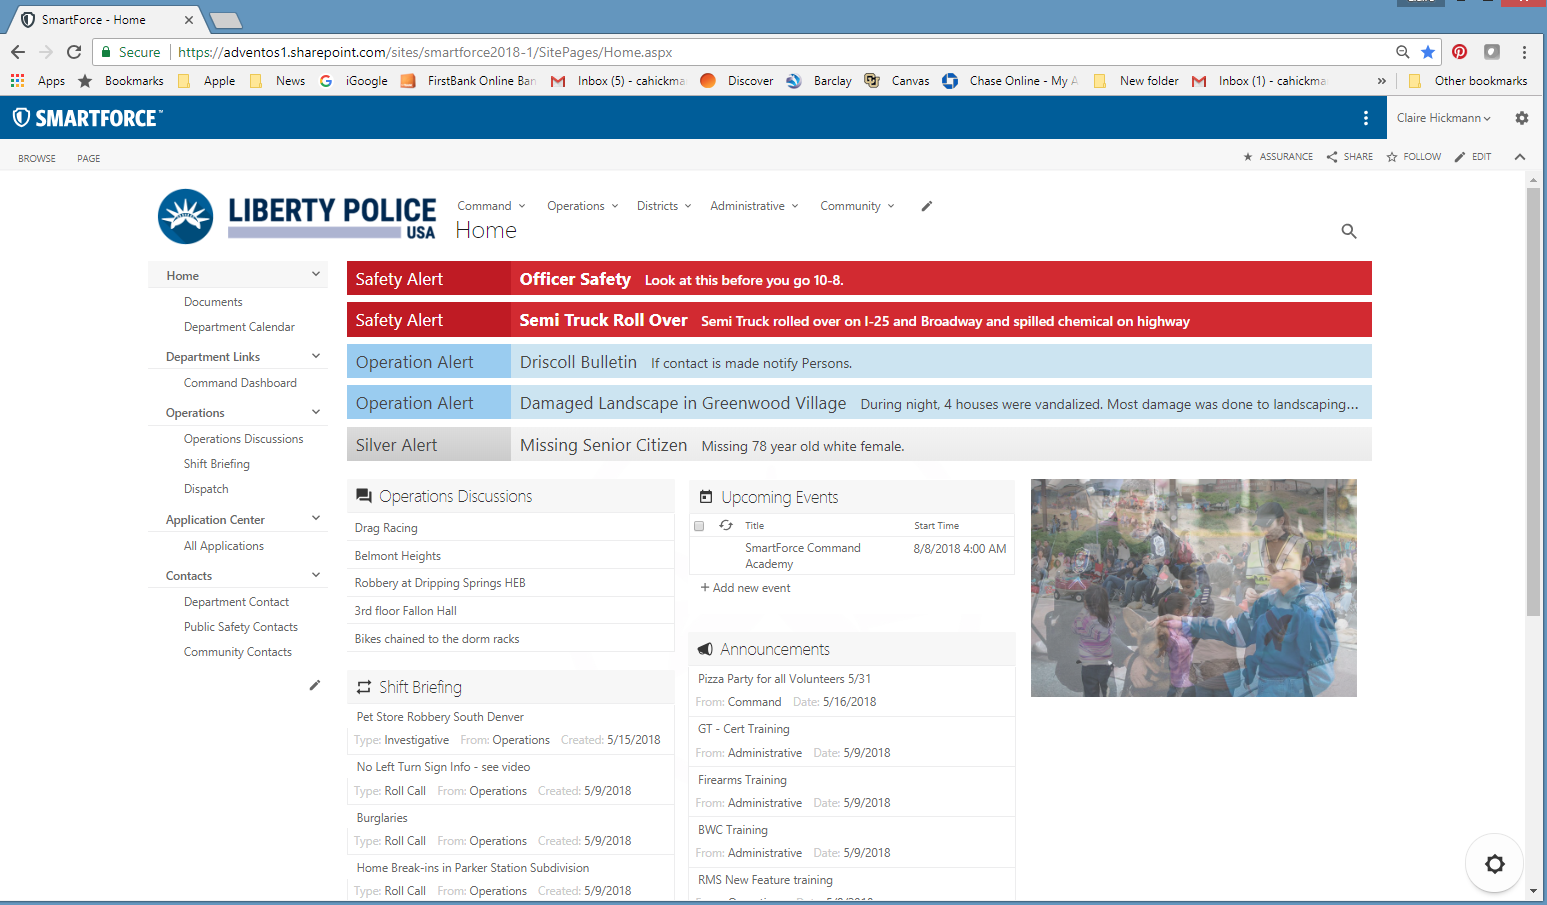 SmartForce - Home
Secure https://adventos1.sharepoint.com/sites/smartforce2018-1/SitePages/Home.aspx
Apps Bookmarks Apple News iGoogle FirstBank Online Ban Inbox (5) - cahickma Discover Barclay Canvas Chase Online - My A New folder Inbox (1) - cahickma » Other bookmarks
SMARTFORCE™ Claire Hickmann
BROWSE PAGE ASSURANCE SHARE FOLLOW EDIT
LIBERTY POLICE
USA
Command Operations Districts Administrative Community
Home
Home
Documents
Department Calendar
Department Links
Command Dashboard
Operations
Operations Discussions
Shift Briefing
Dispatch
Application Center
All Applications
Contacts
Department Contact
Public Safety Contacts
Community Contacts
Safety Alert Officer Safety Look at this before you go 10-8.
Safety Alert Semi Truck Roll Over Semi Truck rolled over on I-25 and Broadway and spilled chemical on highway
Operation Alert Driscoll Bulletin If contact is made notify Persons.
Operation Alert Damaged Landscape in Greenwood Village During night, 4 houses were vandalized. Most damage was done to landscaping...
Silver Alert Missing Senior Citizen Missing 78 year old white female.
Operations Discussions
Drag Racing
Belmont Heights
Robbery at Dripping Springs HEB
3rd floor Fallon Hall
Bikes chained to the dorm racks
Shift Briefing
Pet Store Robbery South Denver
Type: Investigative From: Operations Created: 5/15/2018
No Left Turn Sign Info - see video
Type: Roll Call From: Operations Created: 5/9/2018
Burglaries
Type: Roll Call From: Operations Created: 5/9/2018
Home Break-ins in Parker Station Subdivision
Type: Roll Call From: Operations Created: 5/9/2018
Upcoming Events
Title Start Time
SmartForce Command 8/8/2018 4:00 AM
Academy
+ Add new event
Announcements
Pizza Party for all Volunteers 5/31
From: Command Date: 5/16/2018
GT - Cert Training
From: Administrative Date: 5/9/2018
Firearms Training
From: Administrative Date: 5/9/2018
BWC Training
From: Administrative Date: 5/9/2018
RMS New Feature training